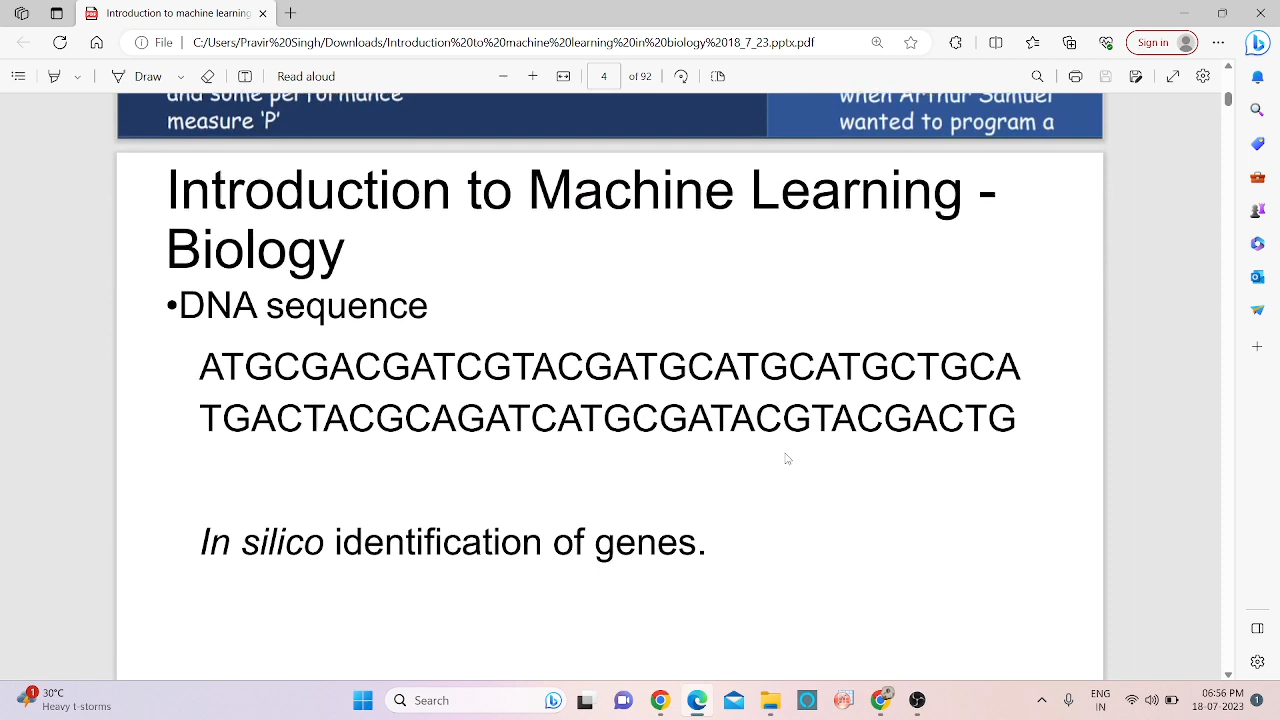 Introduction to machine learning
File
C:/Users/Pravir%20Singh/Downloads/Introduction%20to%20machine%20learning%20in%20biology%2018_7_23.pptx.pdf
Sign in
Draw
Read aloud
4
of 92
and some performance
measure ‘P’
when Arthur Samuel
wanted to program a
Introduction to Machine Learning -
Biology
•DNA sequence
ATGCGACGATCGTACGATGCATGCATGCTGCA
TGACTACGCAGATCATGCGATACGTACGACTG
In silico identification of genes.
1
30°C
Heavy t storms
Search
ENG
IN
08:56 PM
18-07-2023
1